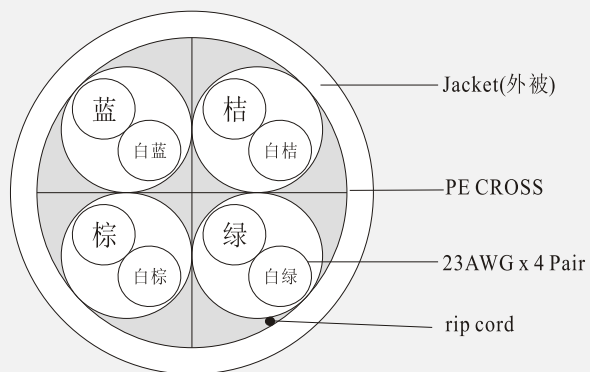 蓝
白蓝
桔
白桔
棕
白棕
绿
白绿
Jacket(外被)
PE CROSS
23AWG x 4 Pair
rip cord